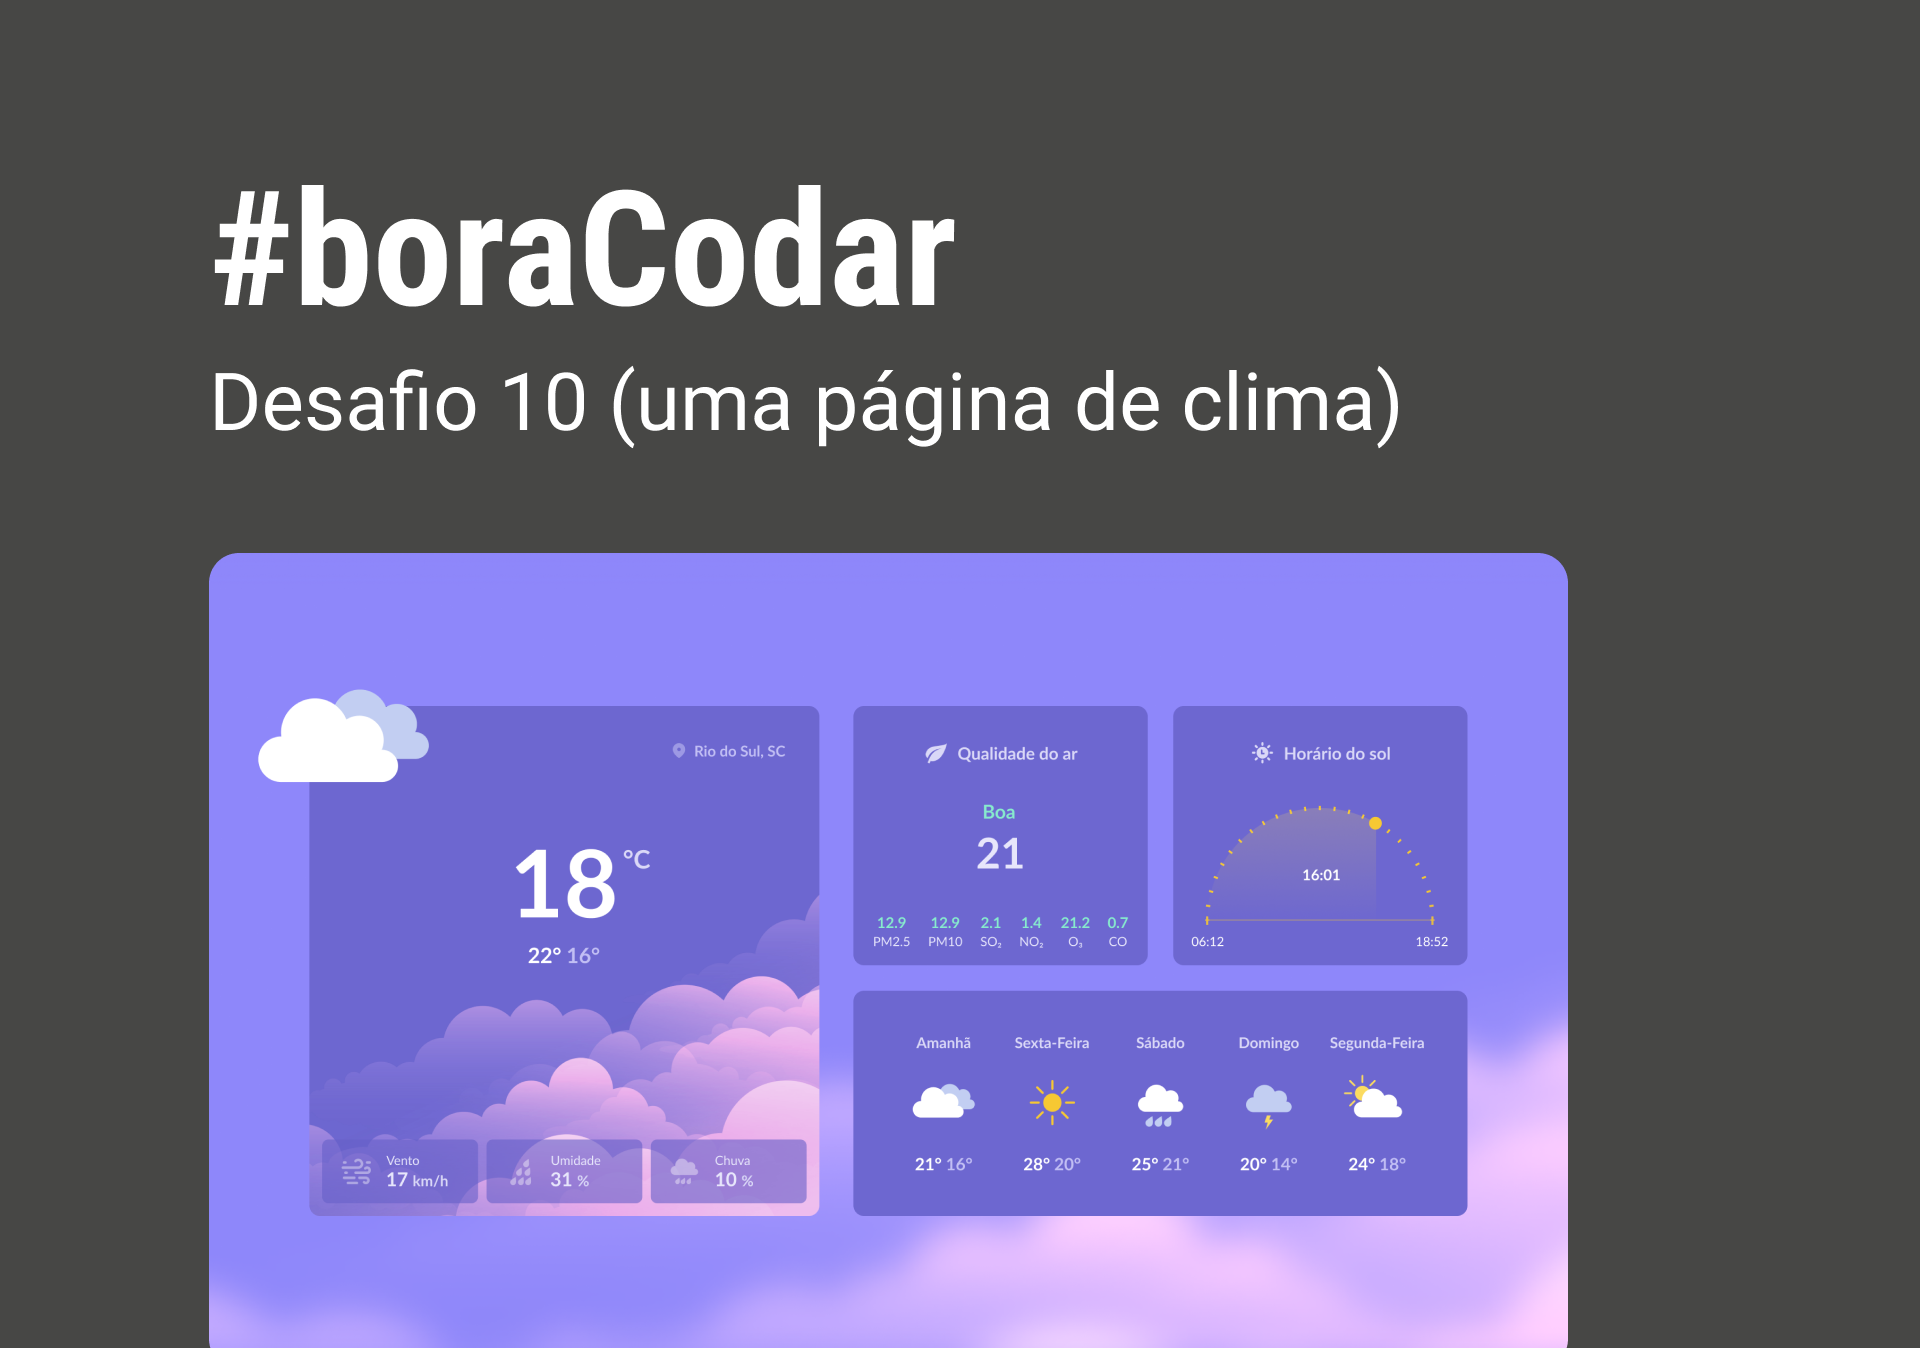 #boraCodar
Desafio 10 (uma página de clima)
Rio do Sul, SC
18 °C
22° 16°
Vento
17 km/h
Umidade
31 %
Chuva
10 %
Qualidade do ar
Boa
21
12.9 12.9 2.1 1.4 21.2 0.7
PM2.5 PM10 SO₂ NO₂ O₃ CO
Horário do sol
16:01
06:12 18:52
Amanhã Sexta-Feira Sábado Domingo Segunda-Feira
21° 16° 28° 20° 25° 21° 20° 14° 24° 18°